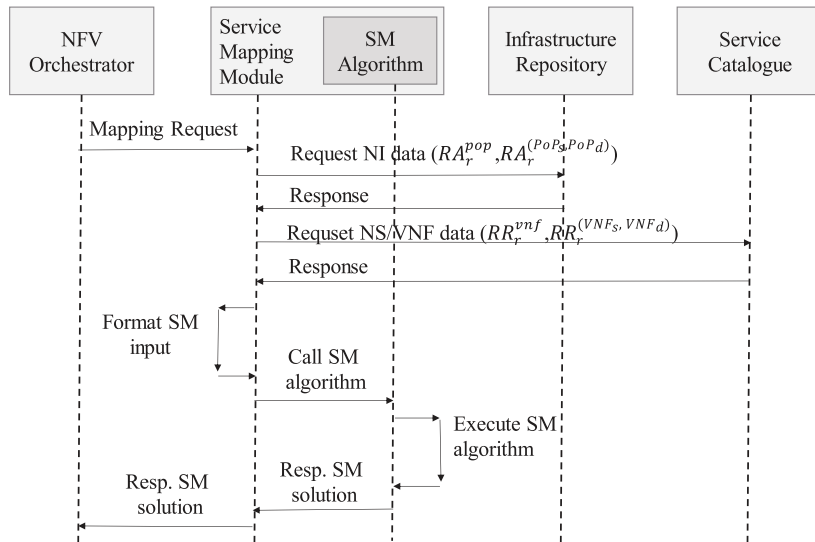 NFV
Orchestrator
Service
Mapping
Module
SM
Algorithm
Infrastructure
Repository
Service
Catalogue
Mapping Request
Request NI data (RA_r^{pop},RA_r^{(PoP_s,PoP_d)})
Response
Requset NS/VNF data (RR_r^{vnf},RR_r^{(VNF_s,VNF_d)})
Response
Format SM
input
Call SM
algorithm
Execute SM
algorithm
Resp. SM
solution
Resp. SM
solution